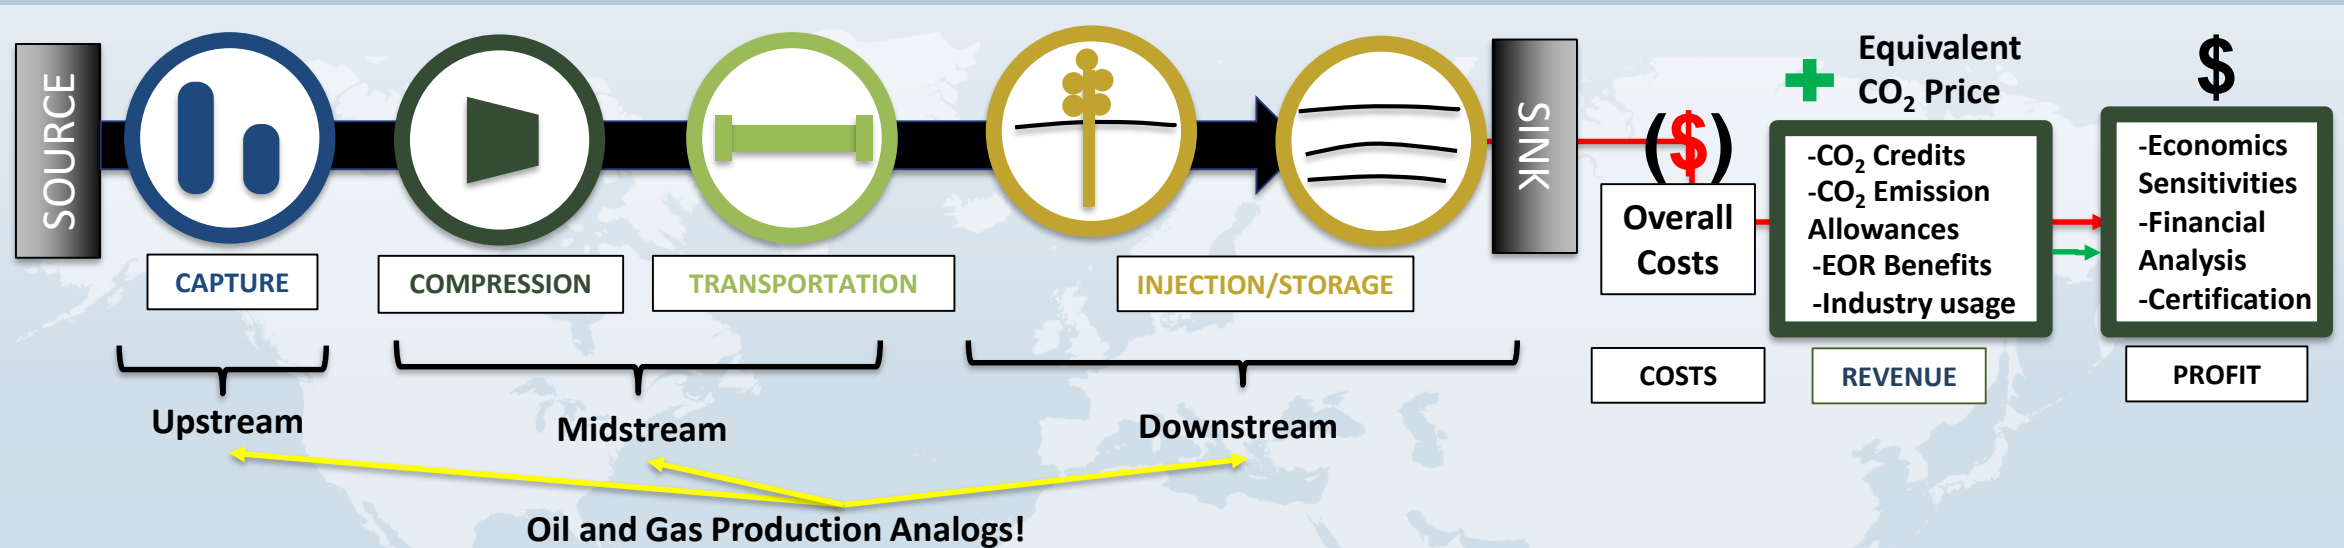 SOURCE
CAPTURE
COMPRESSION
TRANSPORTATION
INJECTION/STORAGE
Upstream
Midstream
Downstream
Oil and Gas Production Analogs!
SINK
($)
Overall
Costs
COSTS
Equivalent
CO₂ Price
-CO₂ Credits
-CO₂ Emission
Allowances
-EOR Benefits
-Industry usage
REVENUE
$
-Economics
Sensitivities
-Financial
Analysis
-Certification
PROFIT